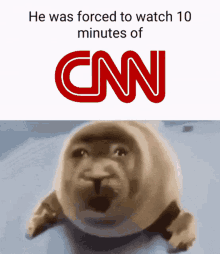 He was forced to watch 10
minutes of
CNN